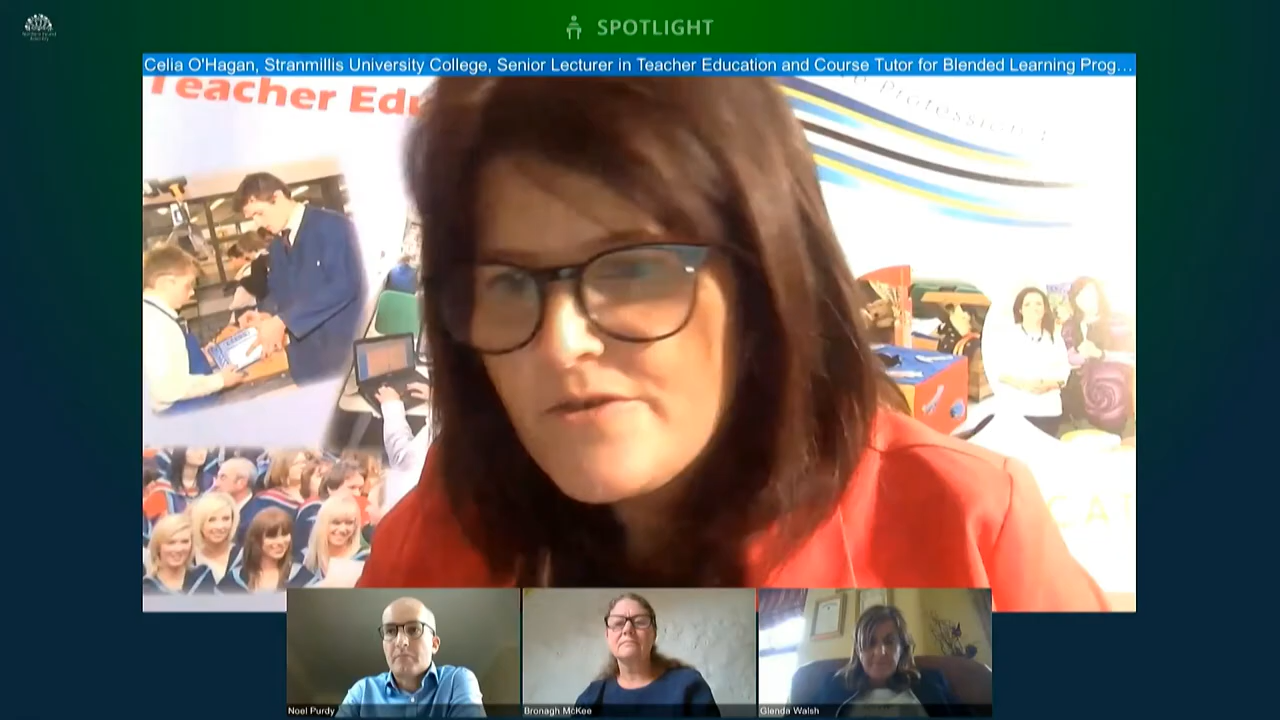 SPOTLIGHT
Celia O'Hagan, Stranmillis University College, Senior Lecturer in Teacher Education and Course Tutor for Blended Learning Prog…
Teacher Edu
Noel Purdy
Bronagh McKee
Glenda Walsh